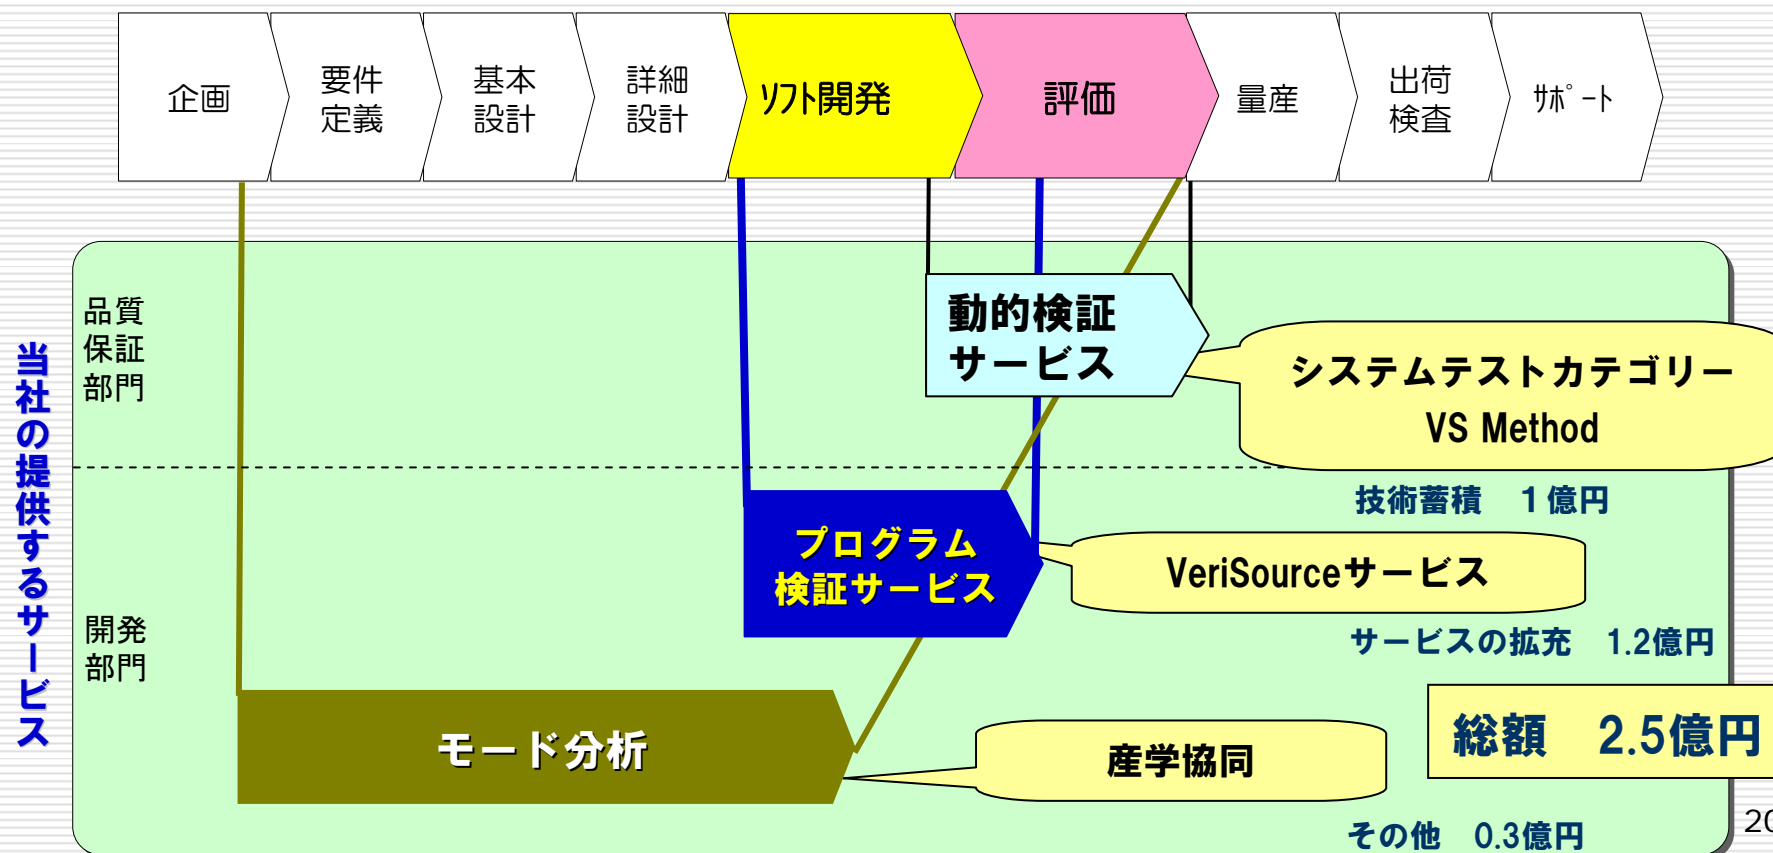 企画
要件
定義
基本
設計
詳細
設計
ｿﾌﾄ開発
評価
量産
出荷
検査
ｻﾎﾟｰﾄ
当社の提供するサービス
品質
保証
部門
動的検証
サービス
システムテストカテゴリー
VS Method
技術蓄積　１億円
プログラム
検証サービス
VeriSourceサービス
サービスの拡充　1.2億円
開発
部門
モード分析
産学協同
総額　2.5億円
その他　0.3億円
20